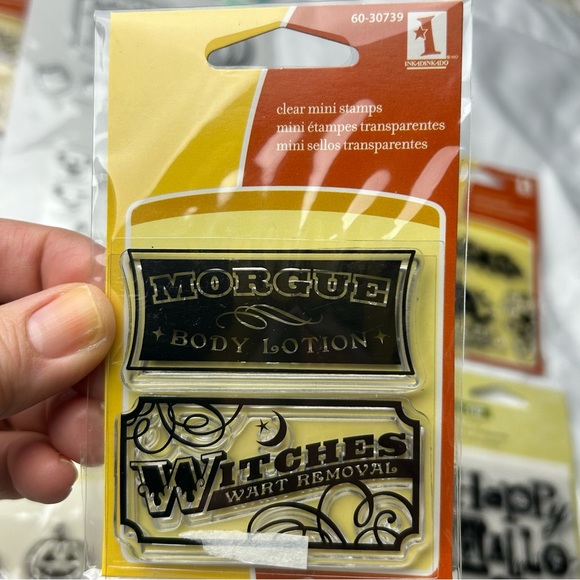 60-30739
1
INKADINKADO
clear mini stamps
mini étampes transparentes
mini sellos transparentes
MORGUE
BODY LOTION
WITCHES
WART REMOVAL
Happy